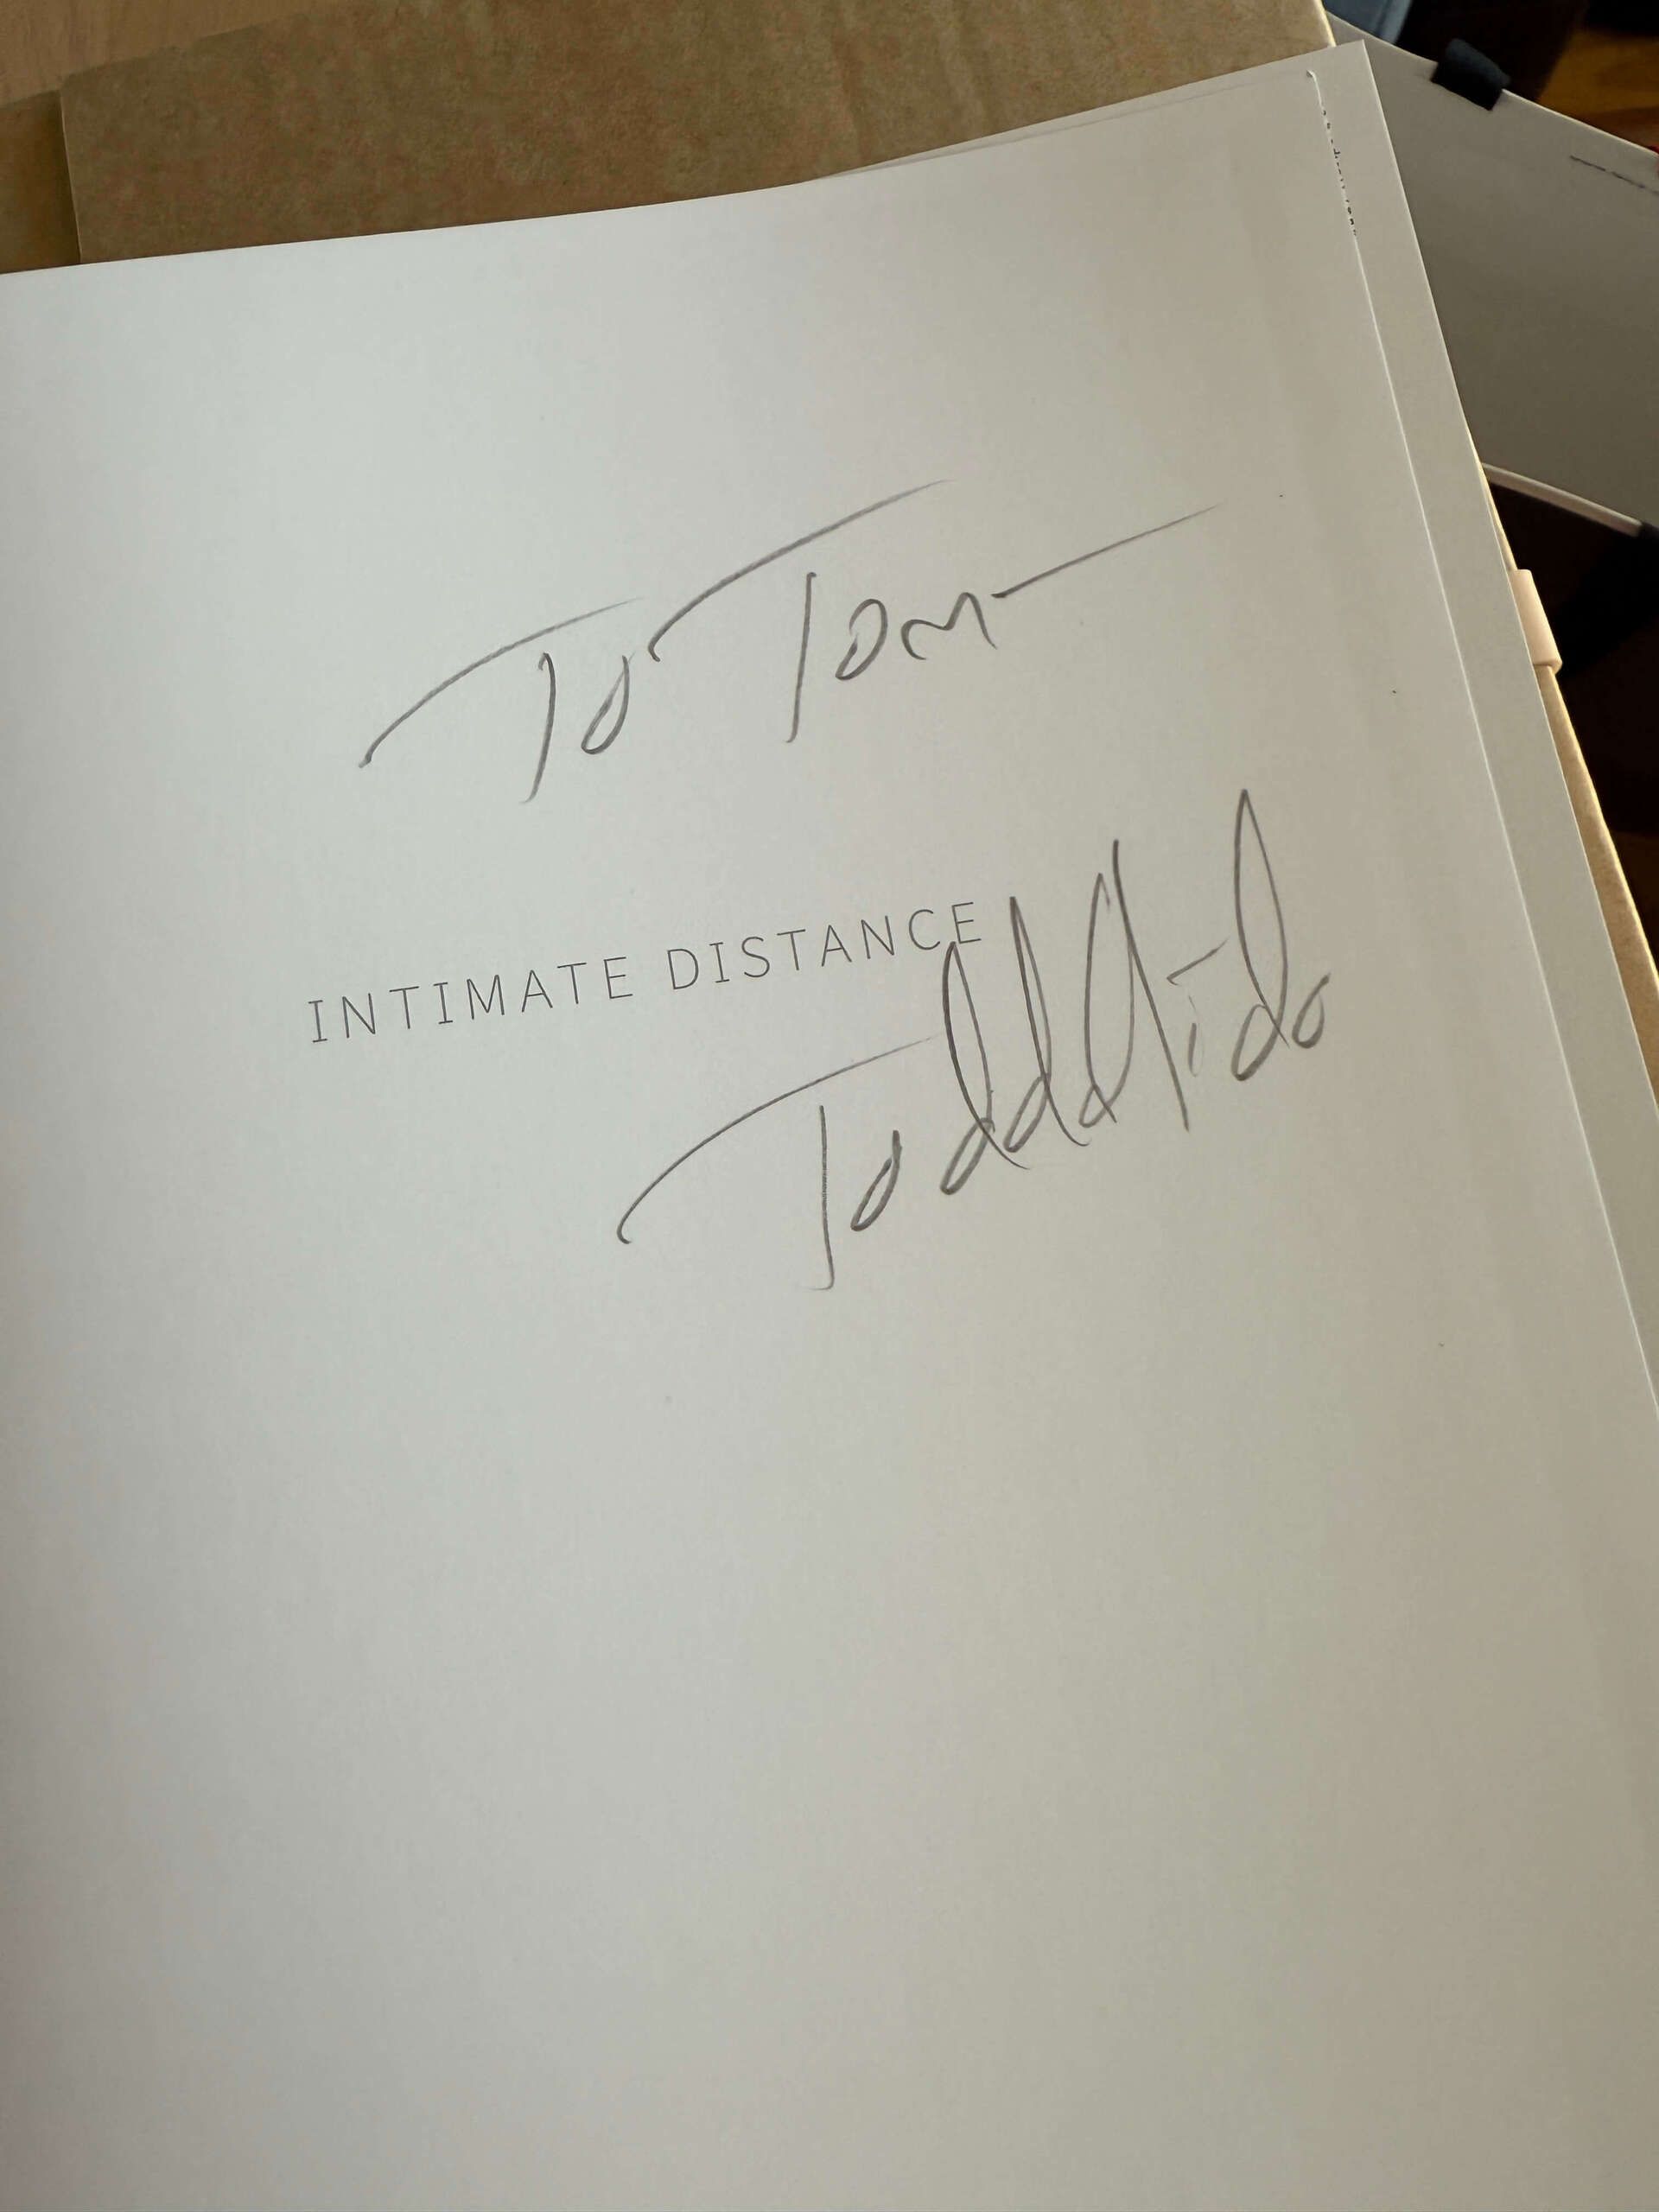 To Tom
INTIMATE DISTANCE
Todd Hido